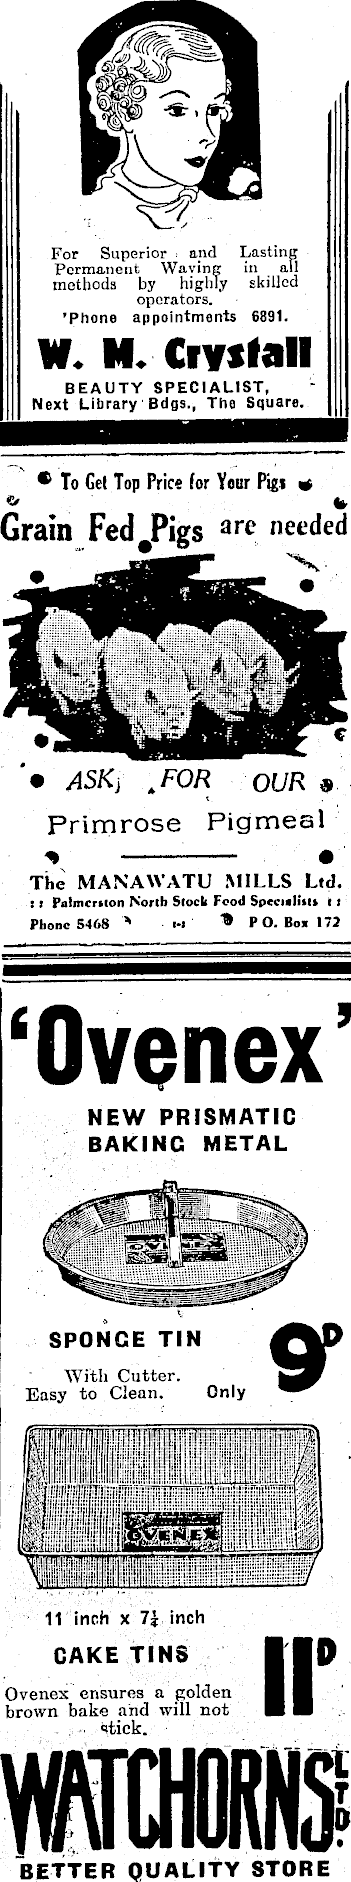 For Superior and Lasting
Permanent Waving in all
methods by highly skilled
operators.
'Phone appointments 6891.
W. M. Crystall
BEAUTY SPECIALIST,
Next Library Bdgs., The Square.
To Get Top Price for Your Pigs
Grain Fed Pigs are needed
ASK FOR OUR
Primrose Pigmeal
The MANAWATU MILLS Ltd.
:: Palmerston North Stock Food Specialists ::
Phone 5468 P O. Box 172
'Ovenex'
NEW PRISMATIC
BAKING METAL
OVENEX
SPONGE TIN
With Cutter.
Easy to Clean. Only 9D
OVENEX
11 inch x 7¼ inch
CAKE TINS 11D
Ovenex ensures a golden
brown bake and will not
stick.
WATCHORNS LTD.
BETTER QUALITY STORE